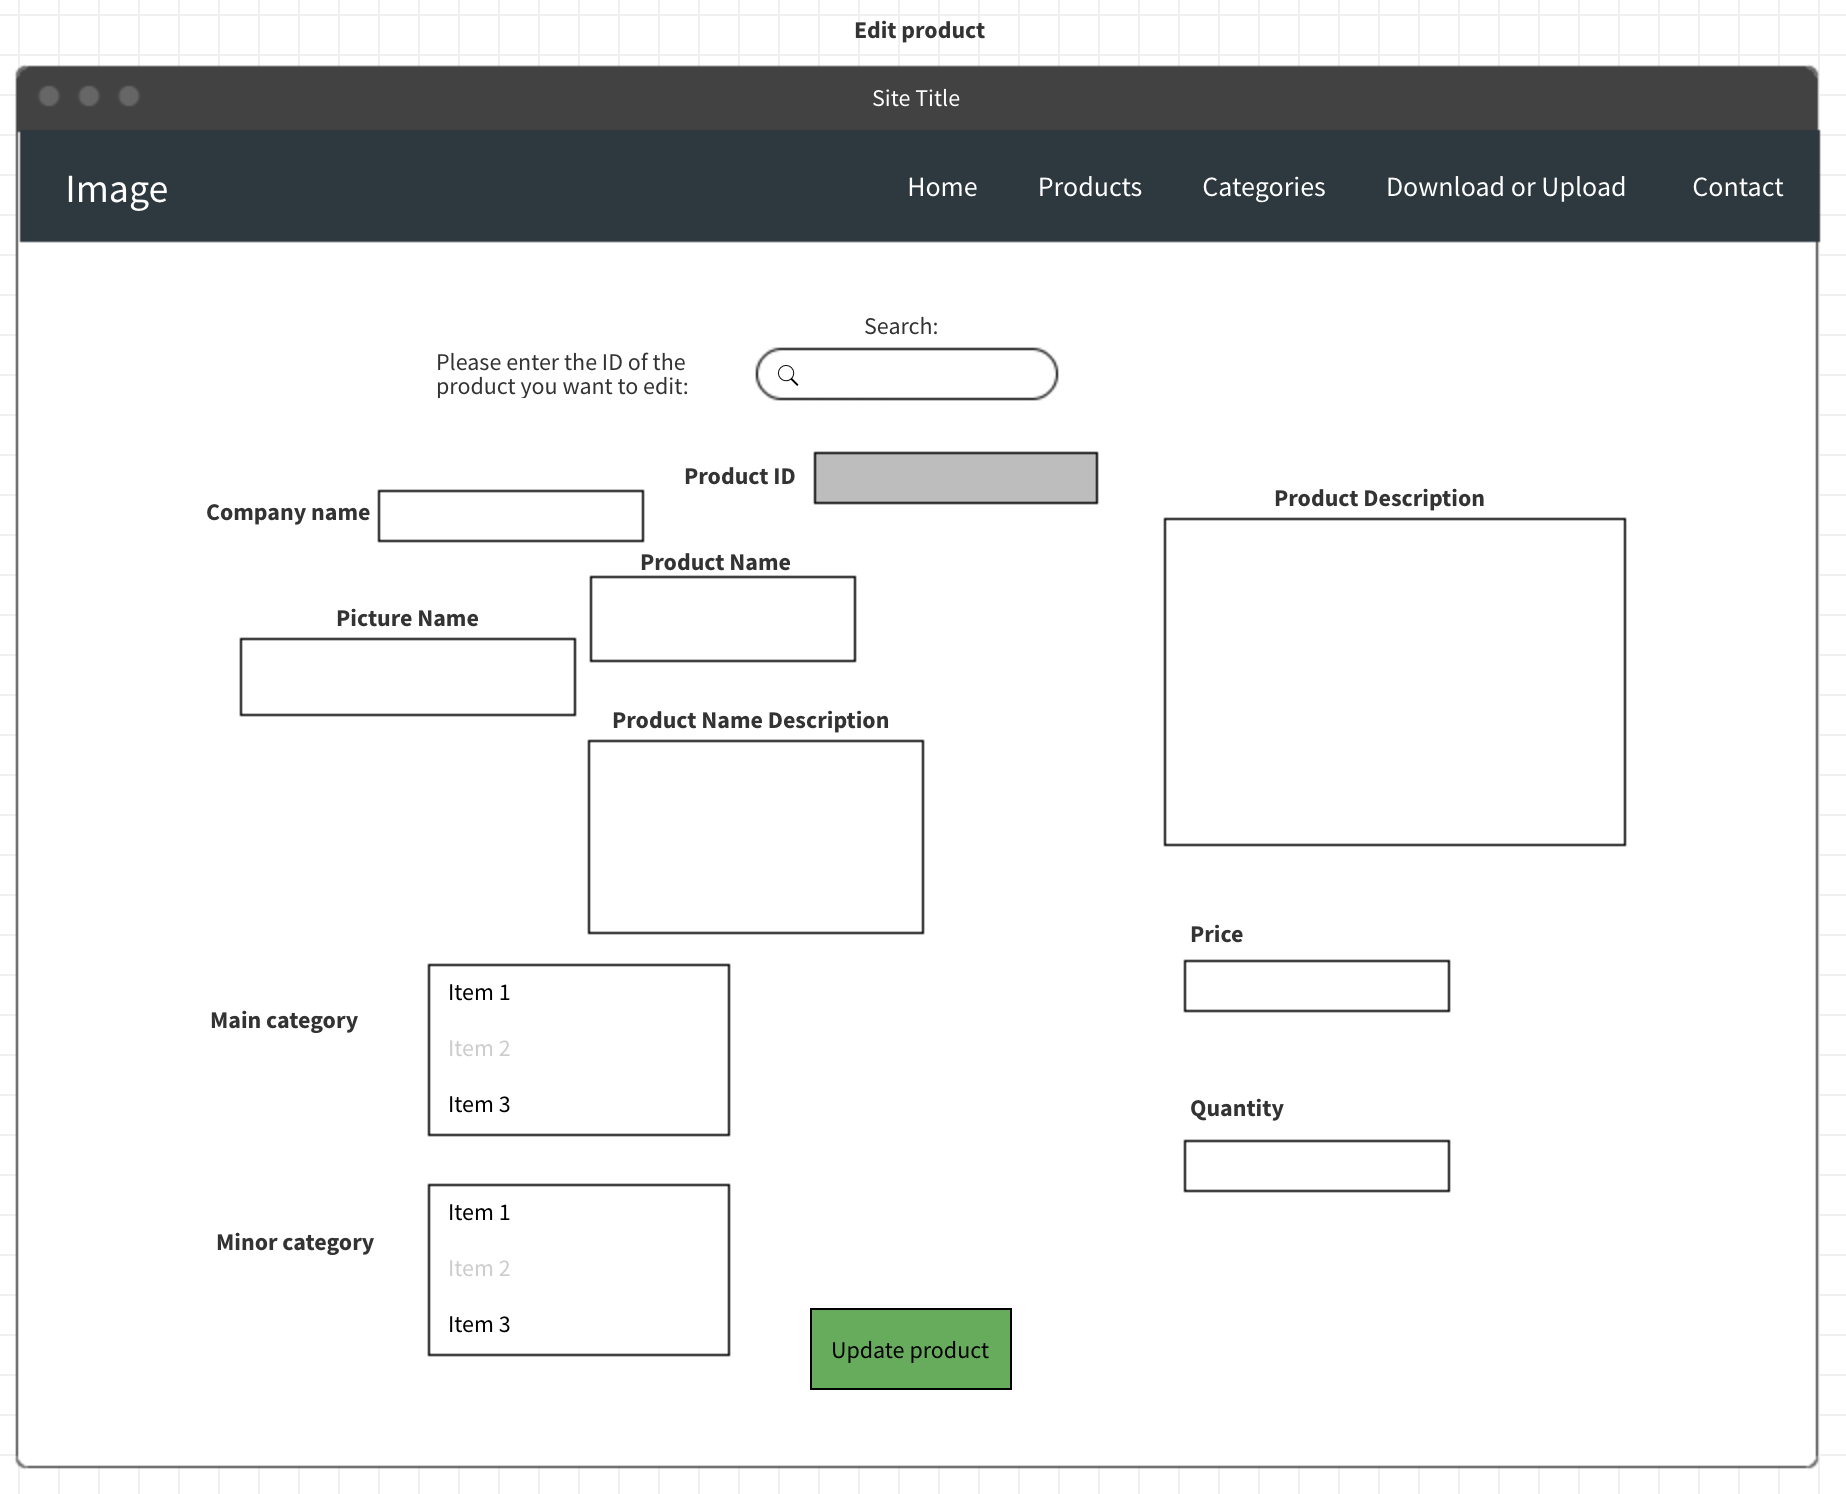 Edit product
Site Title
Image
Home
Products
Categories
Download or Upload
Contact
Search:
Please enter the ID of the
product you want to edit:
Product ID
Company name
Product Description
Product Name
Picture Name
Product Name Description
Price
Main category
Item 1
Item 2
Item 3
Quantity
Minor category
Item 1
Item 2
Item 3
Update product